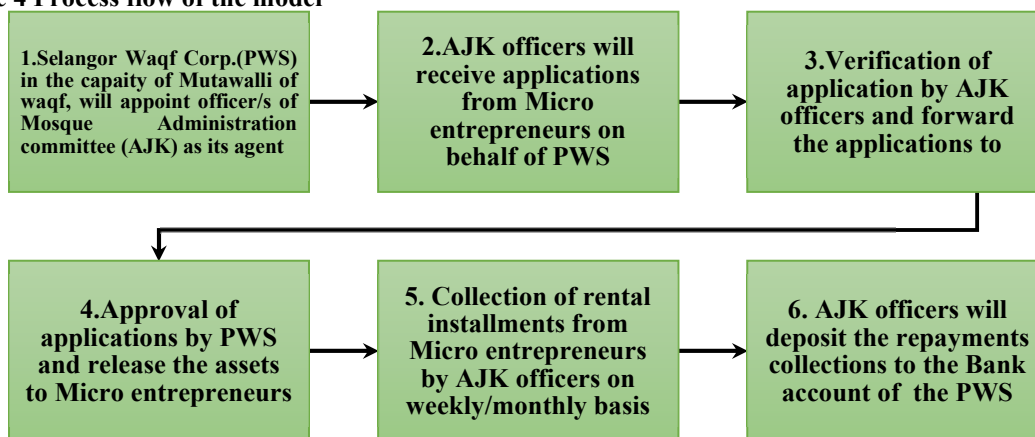 4 Process flow of the model
1.Selangor Waqf Corp.(PWS)
in the capaity of Mutawalli of
waqf, will appoint officer/s of
Mosque Administration
committee (AJK) as its agent
2.AJK officers will
receive applications
from Micro
entrepreneurs on
behalf of PWS
3.Verification of
application by AJK
officers and forward
the applications to
4.Approval of
applications by PWS
and release the assets
to Micro entrepreneurs
5. Collection of rental
installments from
Micro entrepreneurs
by AJK officers on
weekly/monthly basis
6. AJK officers will
deposit the repayments
collections to the Bank
account of the PWS